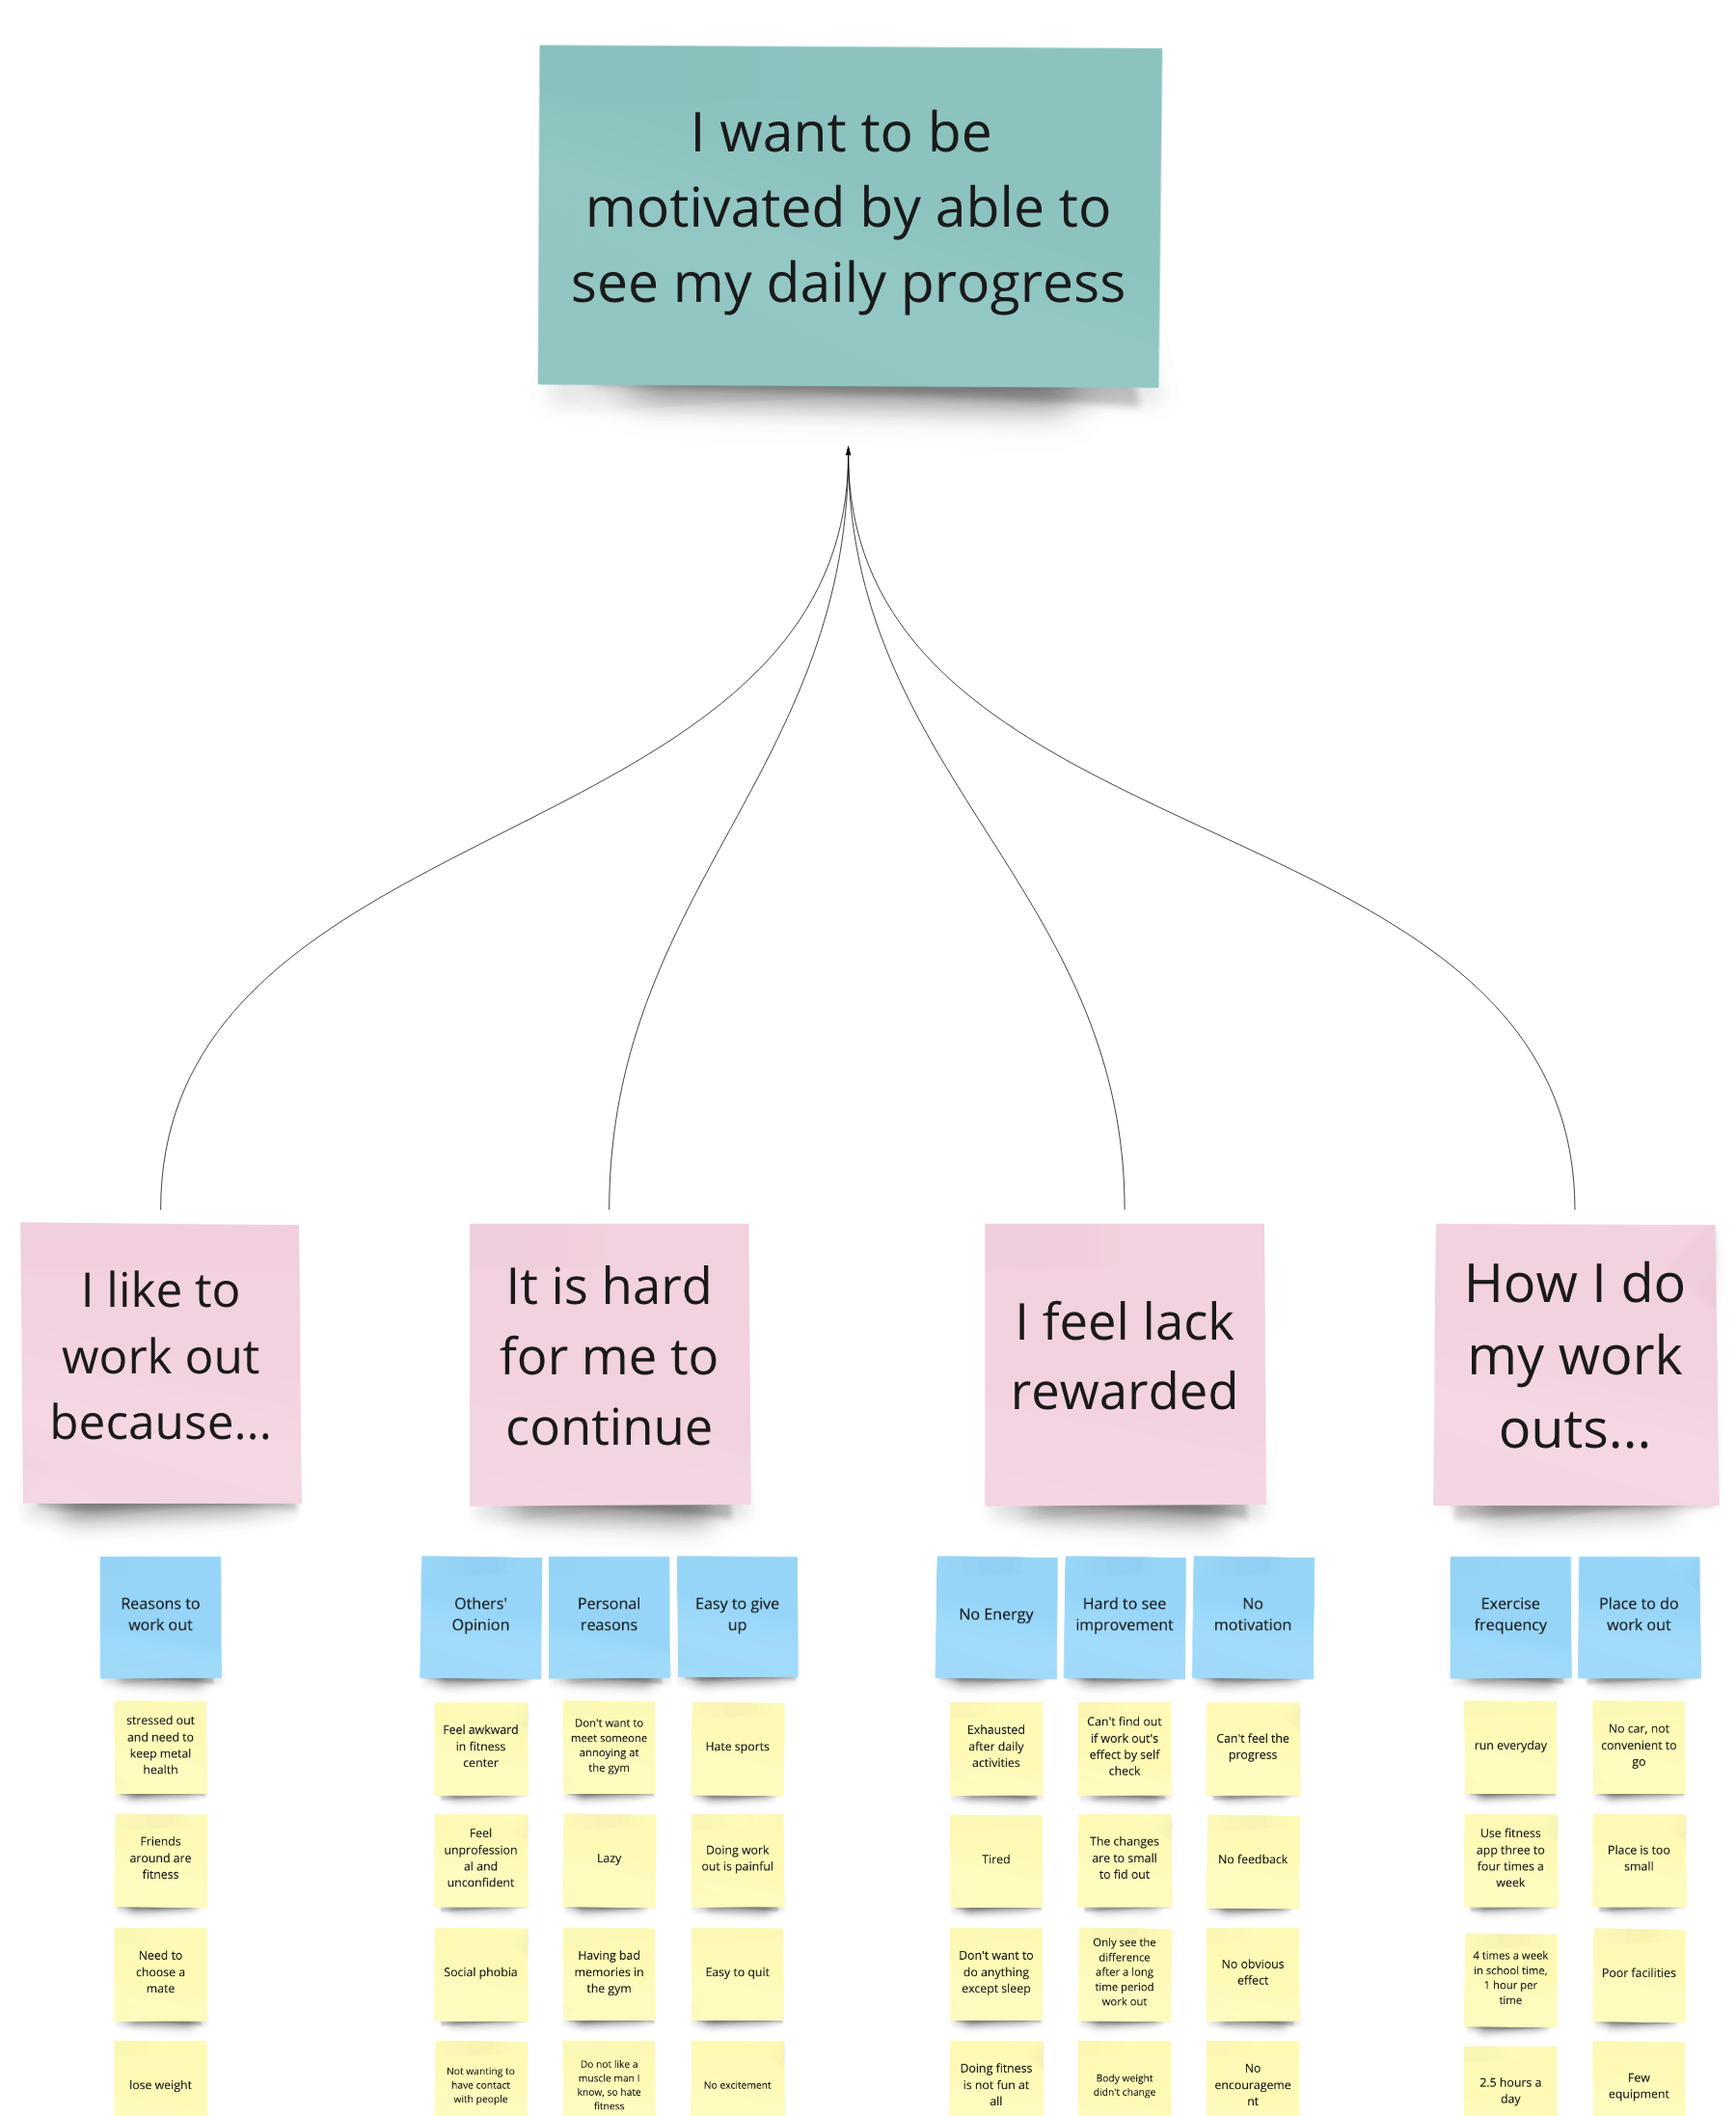 I want to be
motivated by able to
see my daily progress
I like to
work out
because...
It is hard
for me to
continue
I feel lack
rewarded
How I do
my work
outs...
Reasons to
work out
Others'
Opinion
Personal
reasons
Easy to give
up
No Energy
Hard to see
improvement
No
motivation
Exercise
frequency
Place to do
work out
stressed out
and need to
keep metal
health
Friends
around are
fitness
Need to
choose a
mate
lose weight
Feel awkward
in fitness
center
Feel
unprofession
al and
unconfident
Social phobia
Not wanting to
have contact
with people
Don't want to
meet someone
annoying at
the gym
Lazy
Having bad
memories in
the gym
Do not like a
muscle man I
know, so hate
fitness
Hate sports
Doing work
out is painful
Easy to quit
No excitement
Exhausted
after daily
activities
Tired
Don't want to
do anything
except sleep
Doing fitness
is not fun at
all
Can't find out
if work out's
effect by self
check
The changes
are to small
to fid out
Only see the
difference
after a long
time period
work out
Body weight
didn't change
Can't feel the
progress
No feedback
No obvious
effect
No
encourageme
nt
run everyday
Use fitness
app three to
four times a
week
4 times a week
in school time,
1 hour per
time
2.5 hours a
day
No car, not
convenient to
go
Place is too
small
Poor facilities
Few
equipment